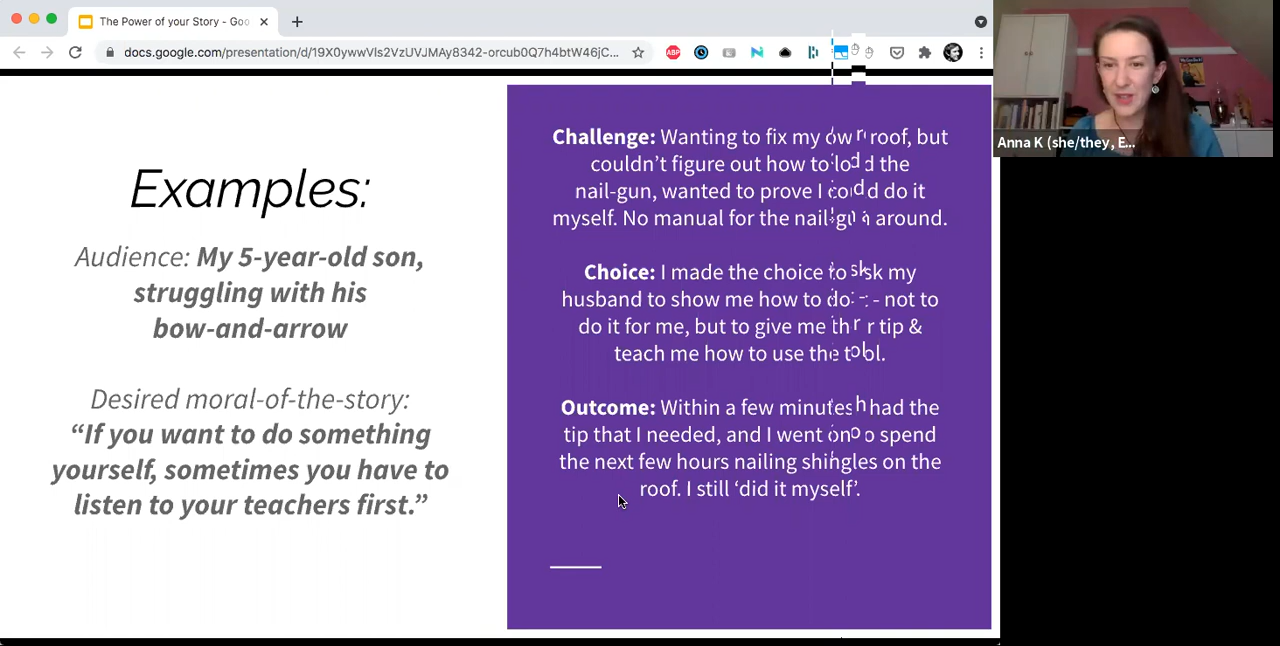 The Power of your Story - Goo
docs.google.com/presentation/d/19X0ywwVIs2VzUVJMAy8342-orcub0Q7h4btW46jC...
ABP
Anna K (she/they, E...
Examples:
Audience: My 5-year-old son,
struggling with his
bow-and-arrow
Desired moral-of-the-story:
“If you want to do something
yourself, sometimes you have to
listen to your teachers first.”
Challenge: Wanting to fix my own roof, but
couldn’t figure out how to load the
nail-gun, wanted to prove I could do it
myself. No manual for the nail-gun around.
Choice: I made the choice to ask my
husband to show me how to do it - not to
do it for me, but to give me tip &
teach me how to use the tool.
Outcome: Within a few minutes I had the
tip that I needed, and I went on to spend
the next few hours nailing shingles on the
roof. I still ‘did it myself’.